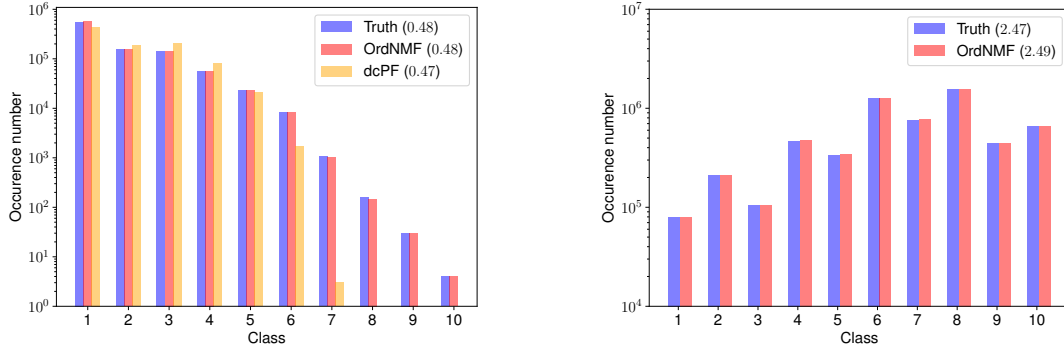 10^6
10^5
10^4
10^3
10^2
10^1
10^0
Occurence number
1 2 3 4 5 6 7 8 9 10
Class
Truth (0.48)
OrdNMF (0.48)
dcPF (0.47)
10^7
10^6
10^5
10^4
Occurence number
1 2 3 4 5 6 7 8 9 10
Class
Truth (2.47)
OrdNMF (2.49)